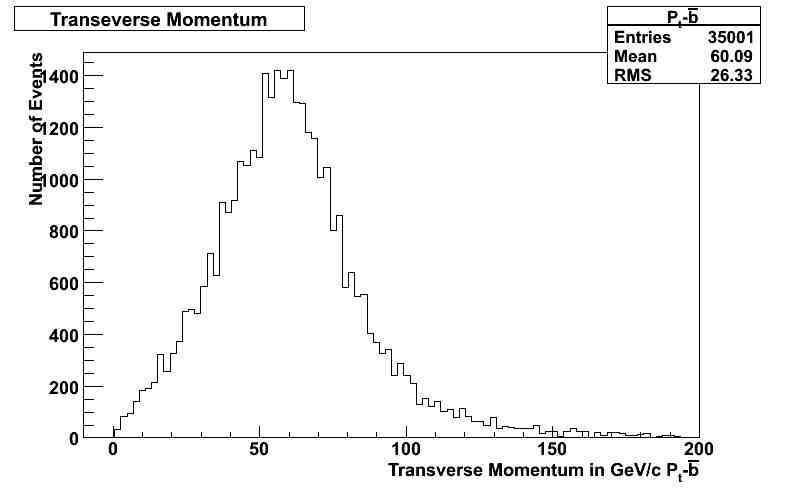 Transeverse Momentum
P_t-b̅
Entries 35001
Mean 60.09
RMS 26.33
Number of Events
1400
1200
1000
800
600
400
200
0
0 50 100 150 200
Transverse Momentum in GeV/c P_t-b̅